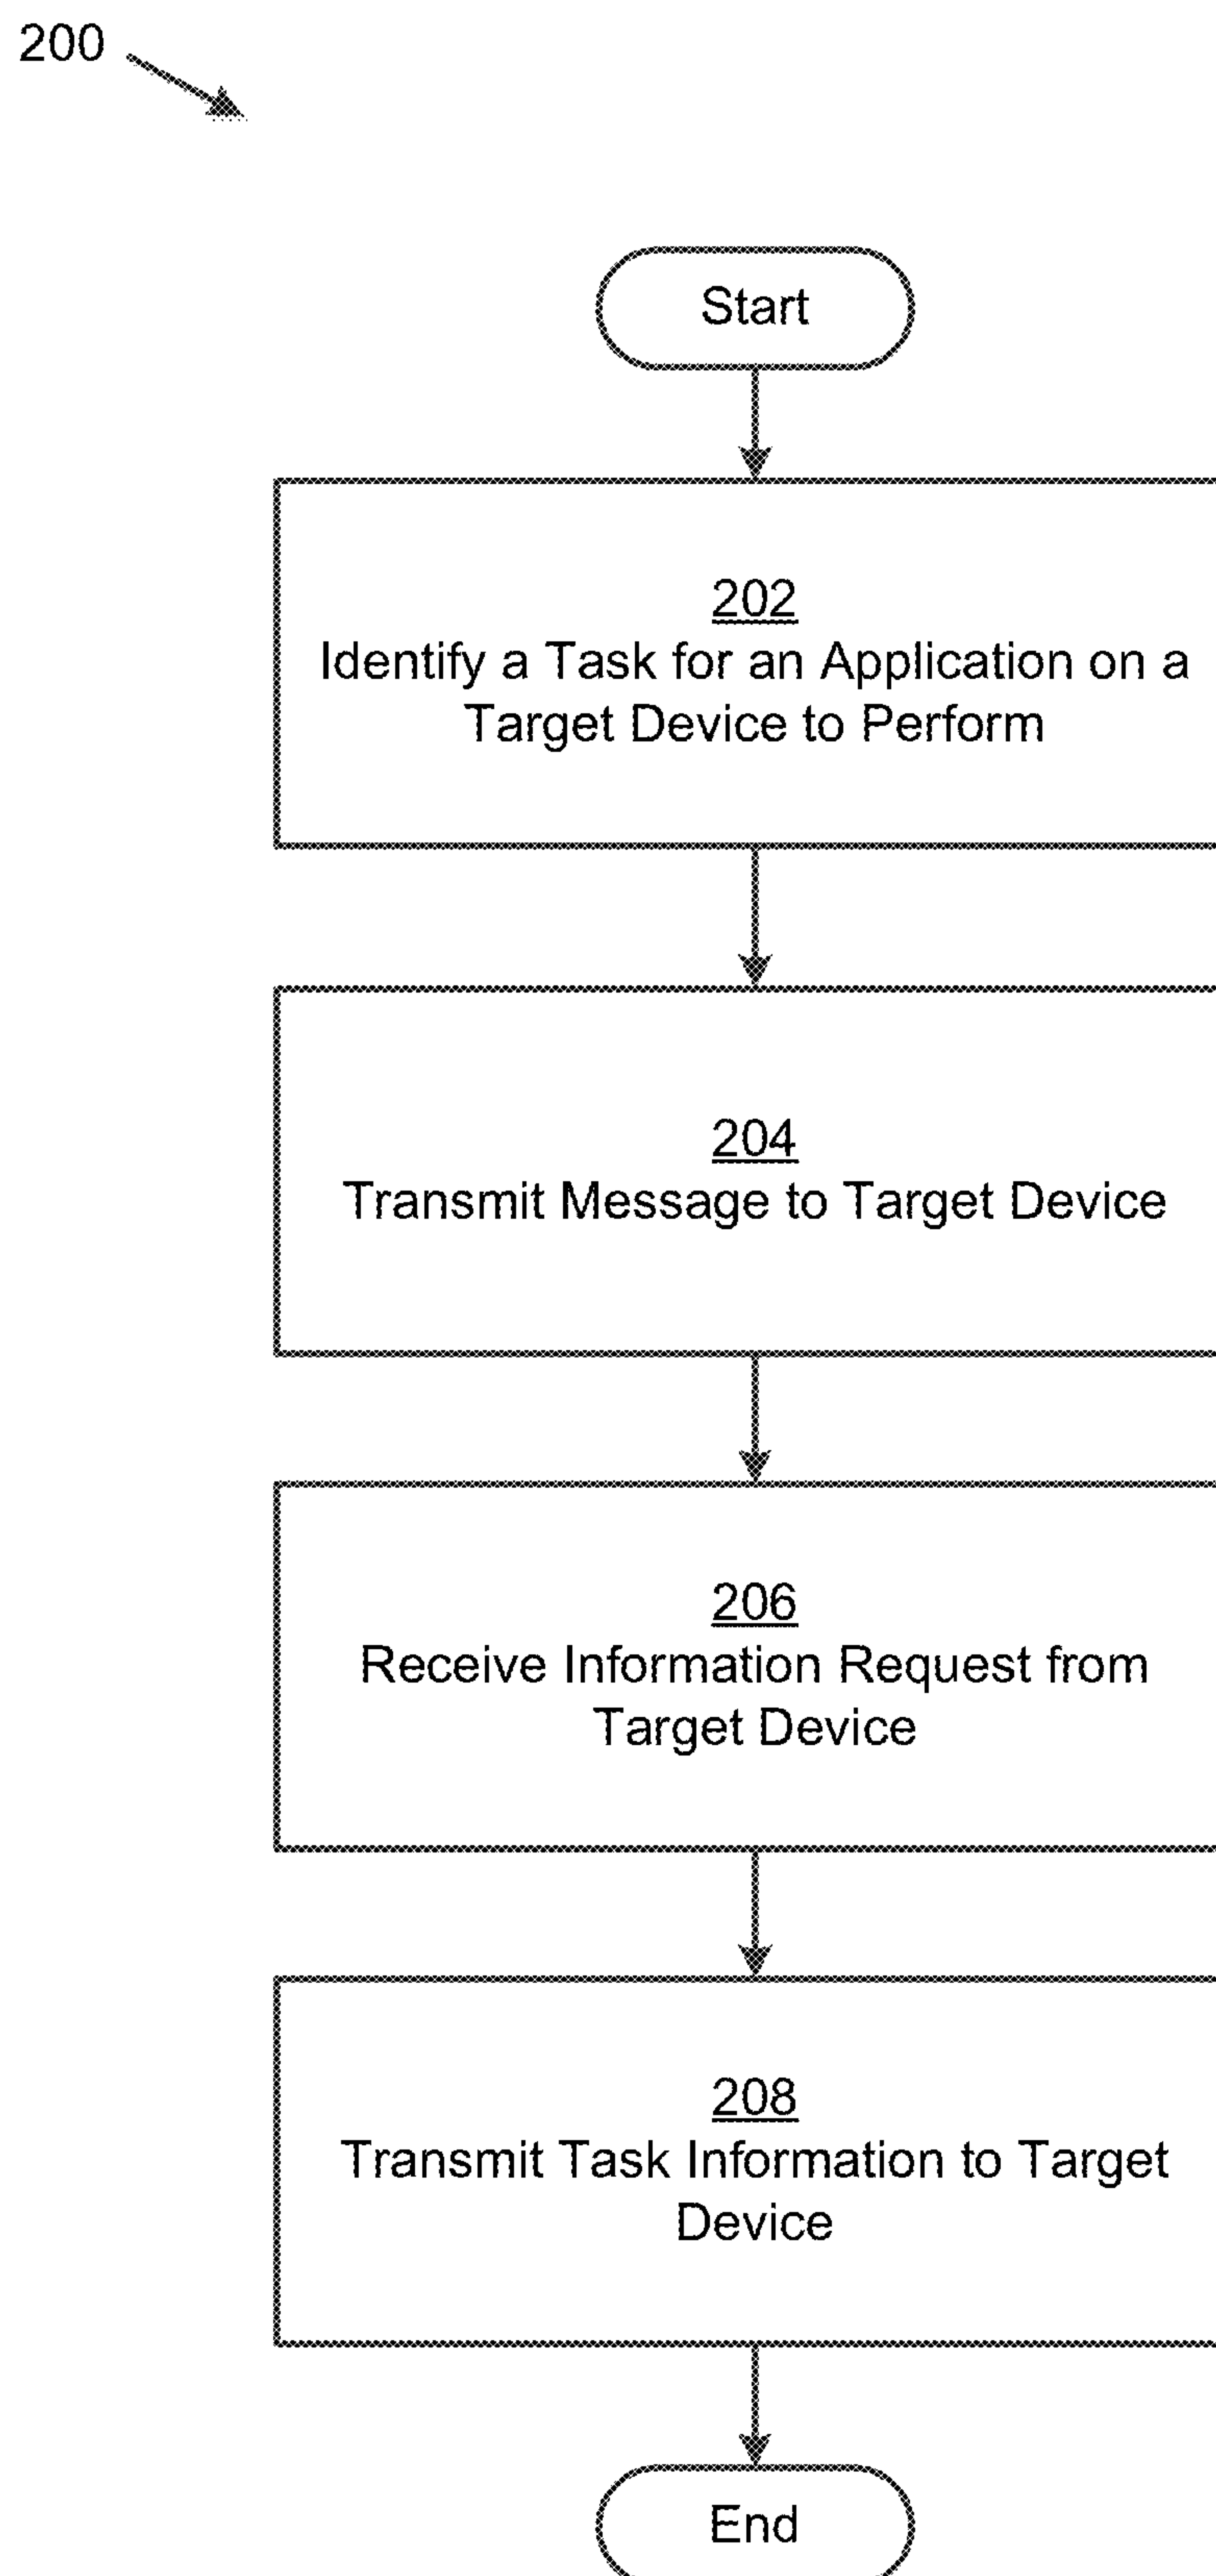 200
Start
202
Identify a Task for an Application on a
Target Device to Perform
204
Transmit Message to Target Device
206
Receive Information Request from
Target Device
208
Transmit Task Information to Target
Device
End